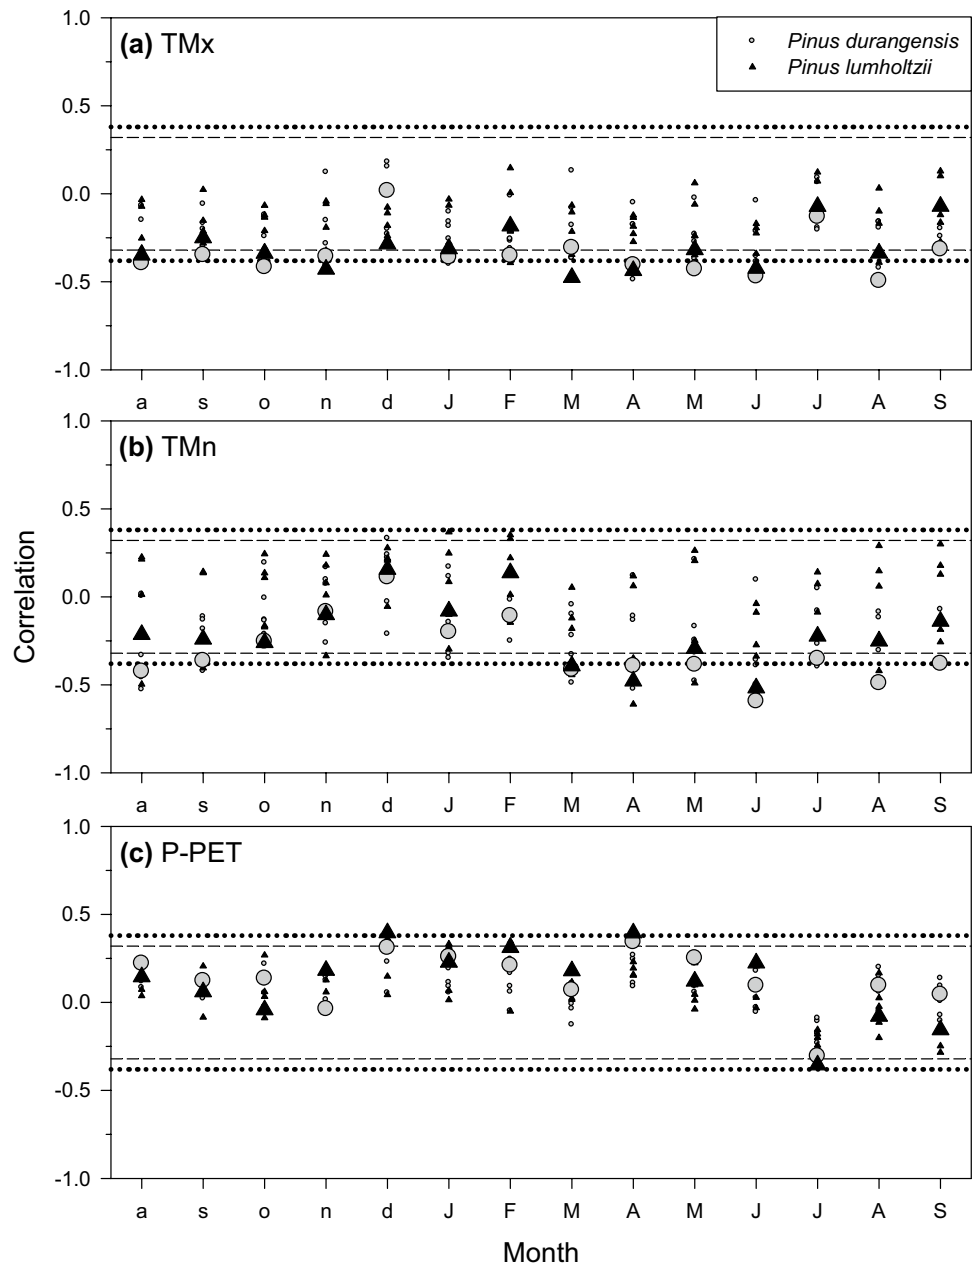 1.0
(a) TMx
Pinus durangensis
Pinus lumholtzii
0.5
0.0
-0.5
-1.0
a s o n d J F M A M J J A S
1.0
(b) TMn
0.5
0.0
-0.5
-1.0
a s o n d J F M A M J J A S
Correlation
1.0
(c) P-PET
0.5
0.0
-0.5
-1.0
a s o n d J F M A M J J A S
Month